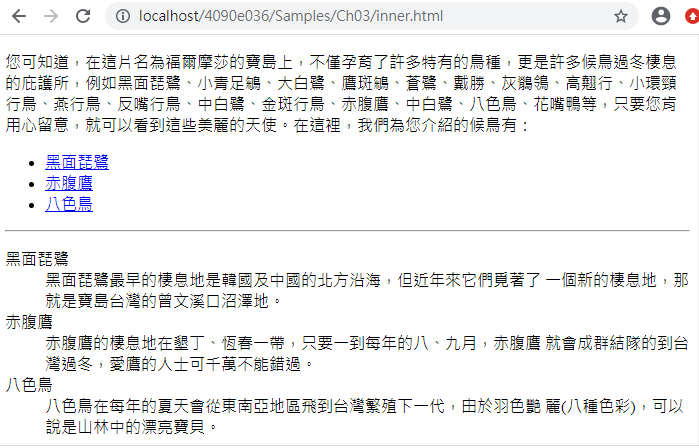 localhost/4090e036/Samples/Ch03/inner.html
您可知道，在這片名為福爾摩莎的寶島上，不僅孕育了許多特有的鳥種，更是許多候鳥過冬棲息
的庇護所，例如黑面琵鷺、小青足鷸、大白鷺、鷹斑鷸、蒼鷺、戴勝、灰鶺鴒、高翹行、小環頸
行鳥、燕行鳥、反嘴行鳥、中白鷺、金斑行鳥、赤腹鷹、中白鷺、八色鳥、花嘴鴨等，只要您肯
用心留意，就可以看到這些美麗的天使。在這裡，我們為您介紹的候鳥有：
• 黑面琵鷺
• 赤腹鷹
• 八色鳥
黑面琵鷺
黑面琵鷺最早的棲息地是韓國及中國的北方沿海，但近年來它們覓著了 一個新的棲息地，那
就是寶島台灣的曾文溪口沼澤地。
赤腹鷹
赤腹鷹的棲息地在墾丁、恆春一帶，只要一到每年的八、九月，赤腹鷹 就會成群結隊的到台
灣過冬，愛鷹的人士可千萬不能錯過。
八色鳥
八色鳥在每年的夏天會從東南亞地區飛到台灣繁殖下一代，由於羽色艷 麗(八種色彩)，可以
說是山林中的漂亮寶貝。